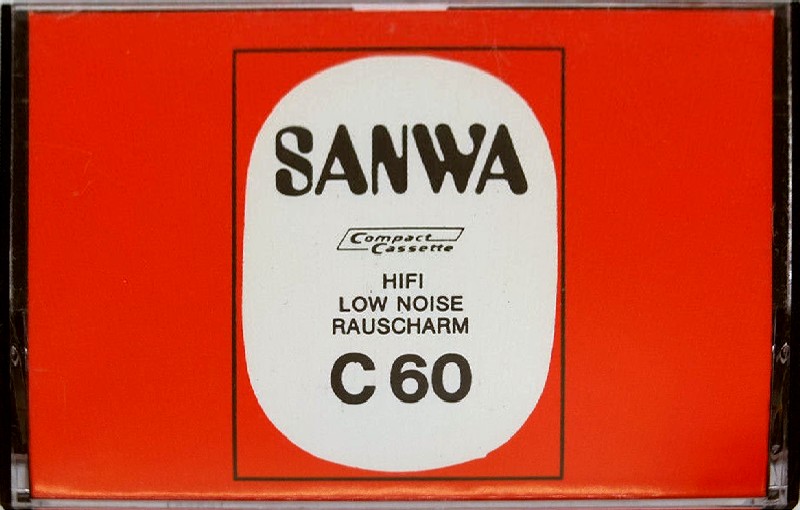 SANWA
Compact
Cassette
HIFI
LOW NOISE
RAUSCHARM
C 60